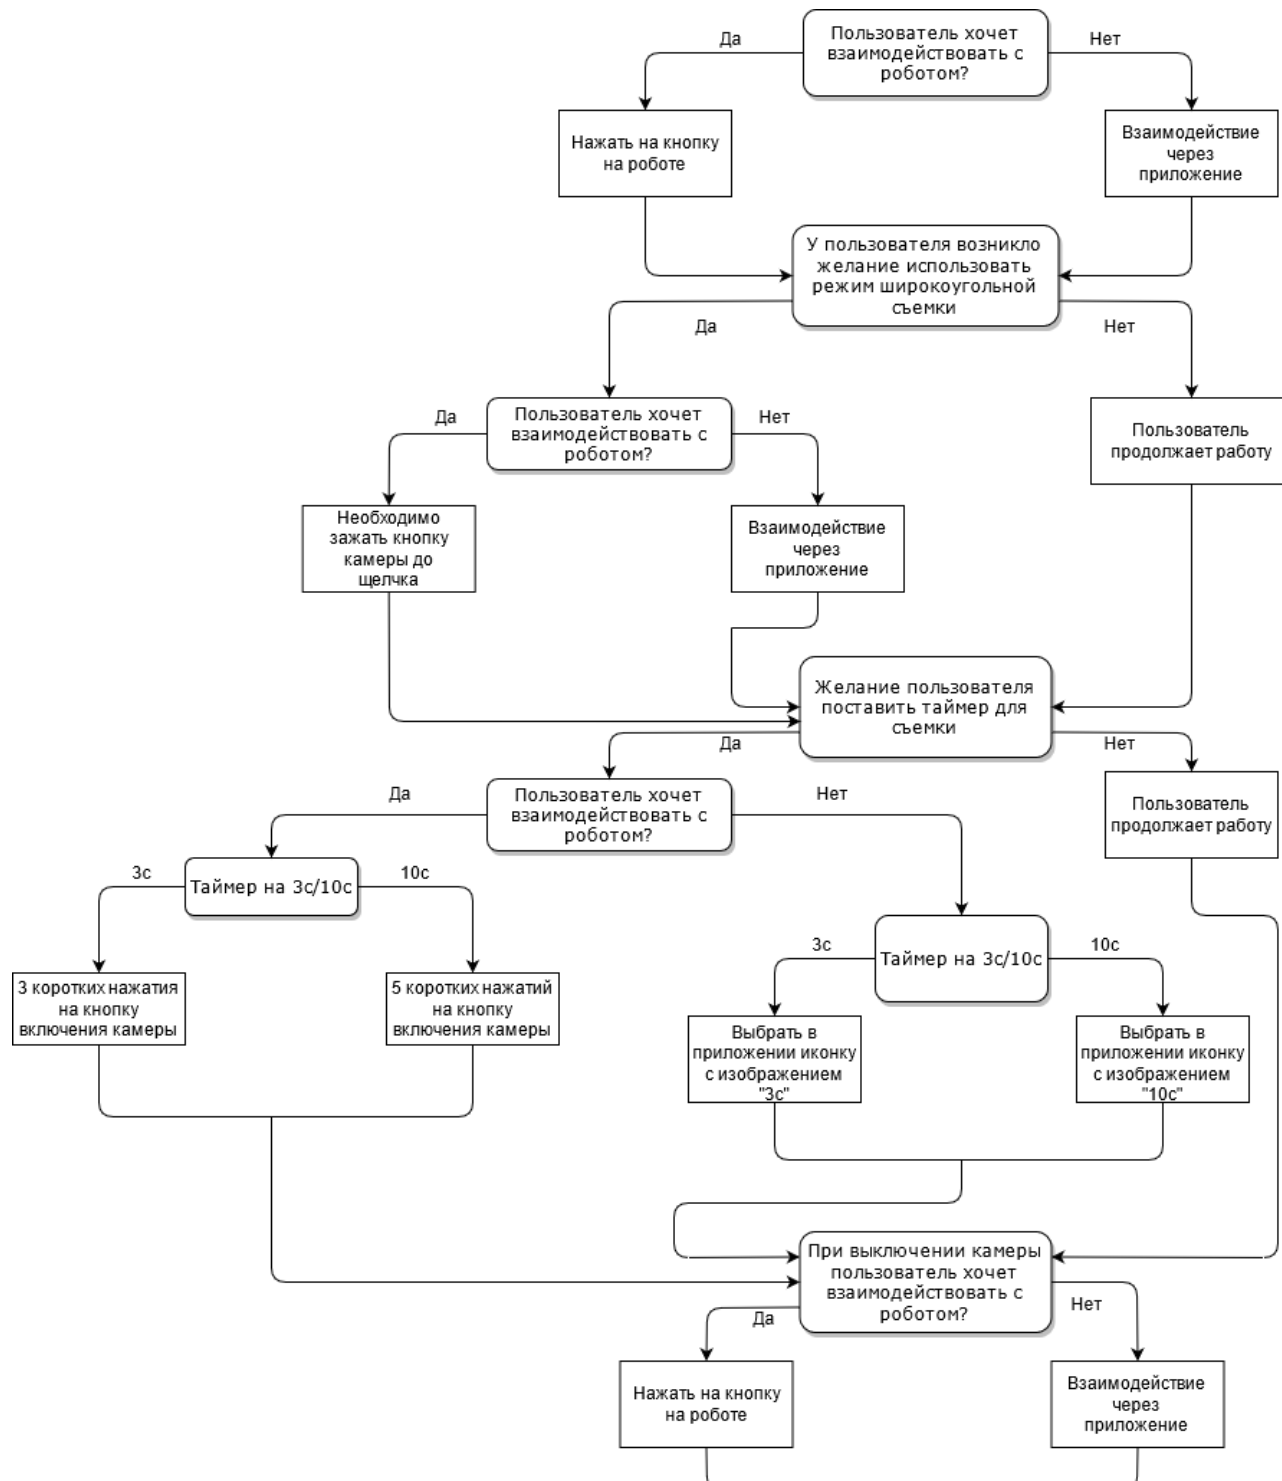 Пользователь хочет
взаимодействовать с
роботом?
Да
Нет
Нажать на кнопку
на роботе
Взаимодействие
через
приложение
У пользователя возникло
желание использовать
режим широкоугольной
съемки
Да
Нет
Пользователь хочет
взаимодействовать с
роботом?
Да
Нет
Пользователь
продолжает работу
Необходимо
зажать кнопку
камеры до
щелчка
Взаимодействие
через
приложение
Желание пользователя
поставить таймер для
съемки
Да
Нет
Пользователь хочет
взаимодействовать с
роботом?
Да
Нет
Пользователь
продолжает работу
Таймер на 3с/10с
3с
10с
3 коротких нажатия
на кнопку
включения камеры
5 коротких нажатий
на кнопку
включения камеры
Таймер на 3с/10с
3с
10с
Выбрать в
приложении иконку
с изображением
"3с"
Выбрать в
приложении иконку
с изображением
"10с"
При выключении камеры
пользователь хочет
взаимодействовать с
роботом?
Да
Нет
Нажать на кнопку
на роботе
Взаимодействие
через
приложение